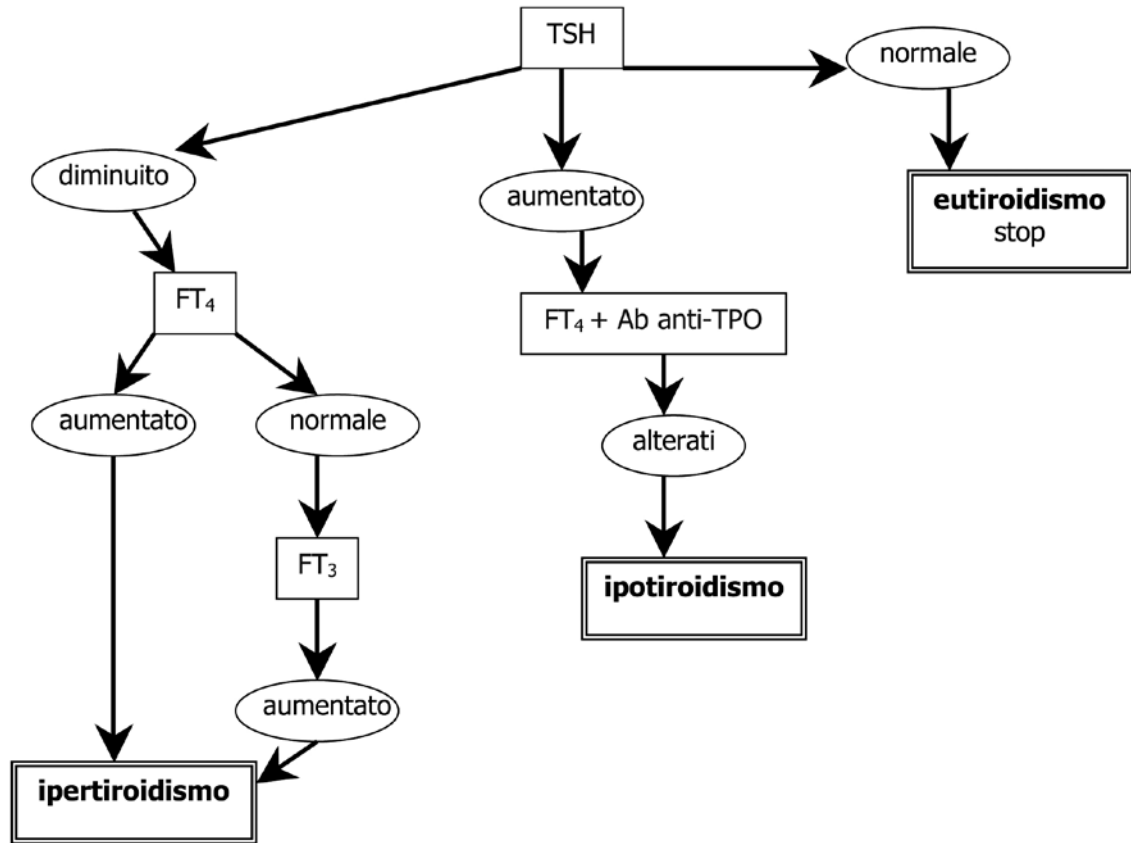 TSH
normale
diminuito
aumentato
eutiroidismo
stop
FT₄
FT₄ + Ab anti-TPO
aumentato
normale
alterati
FT₃
ipotiroidismo
aumentato
ipertiroidismo